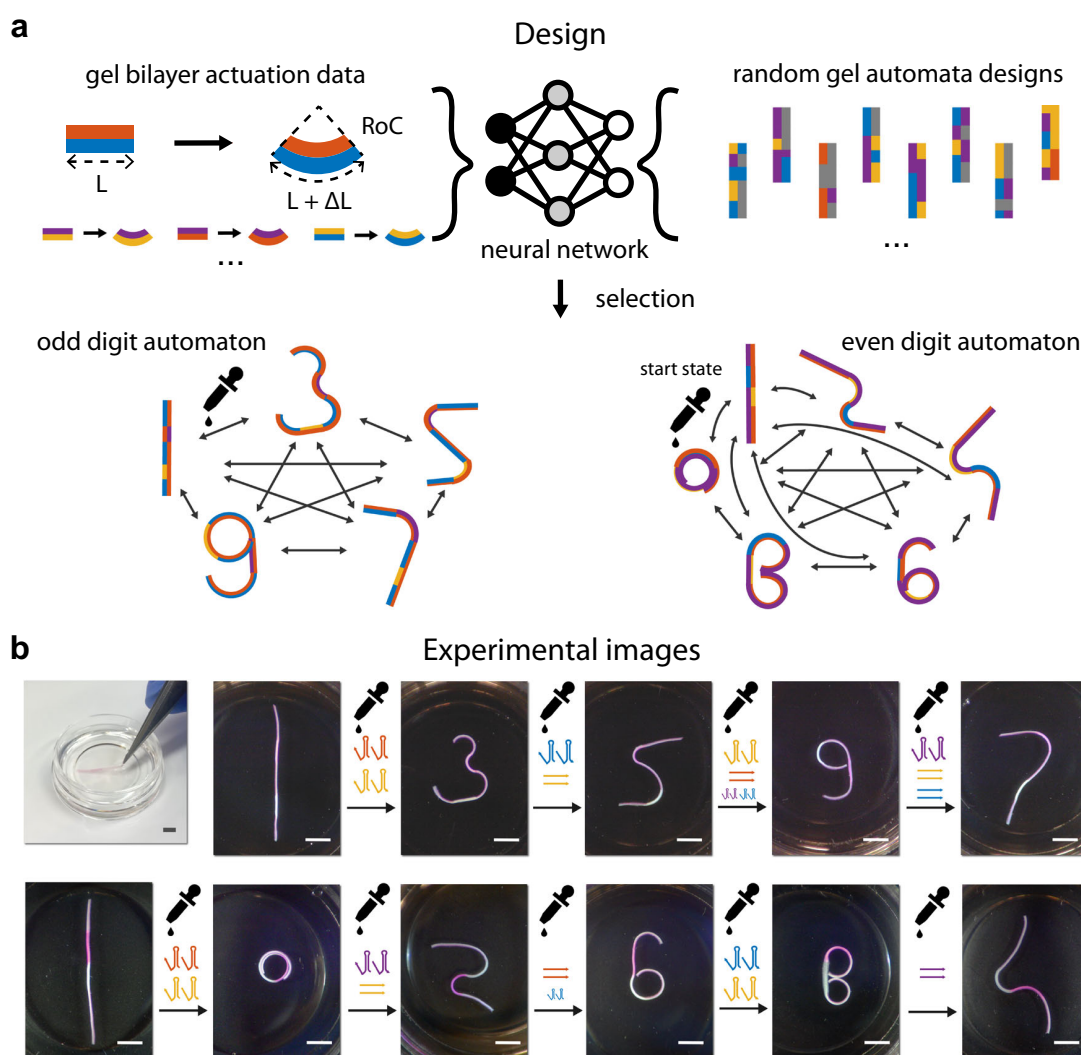 a
Design
gel bilayer actuation data
random gel automata designs
RoC
L
L + ΔL
...
neural network
...
selection
odd digit automaton
even digit automaton
start state
b
Experimental images